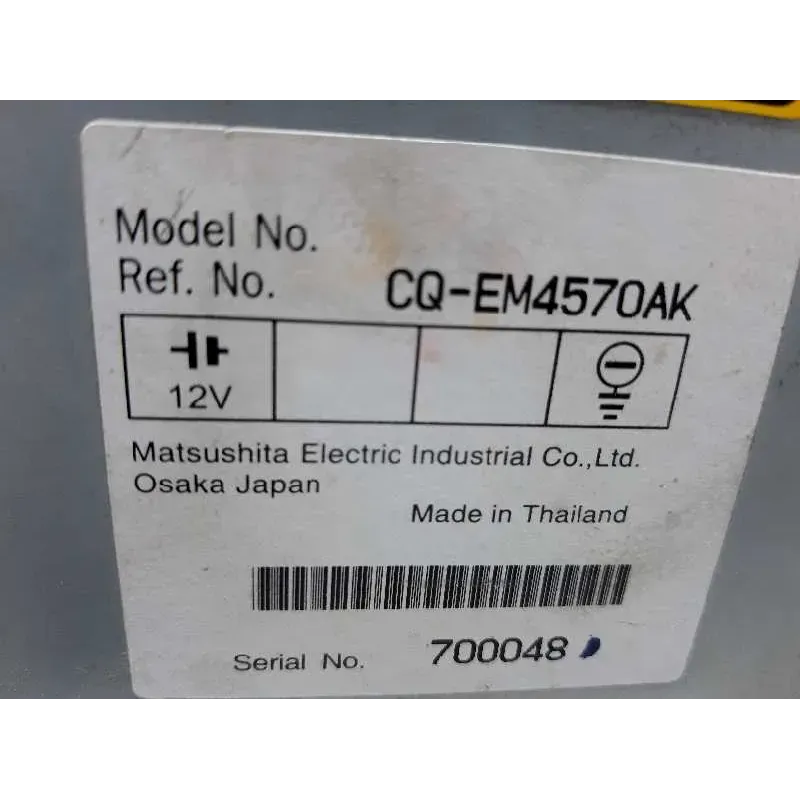 Model No.
Ref. No. CQ-EM4570AK
12V
Matsushita Electric Industrial Co.,Ltd.
Osaka Japan
Made in Thailand
Serial No. 700048